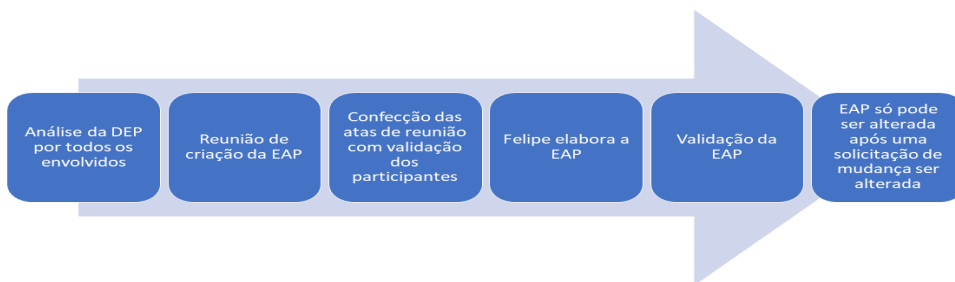 Análise da DEP
por todos os
envolvidos
Reunião de
criação da EAP
Confecção das
atas de reunião
com validação
dos
participantes
Felipe elabora a
EAP
Validação da
EAP
EAP só pode
ser alterada
após uma
solicitação de
mudança ser
alterada